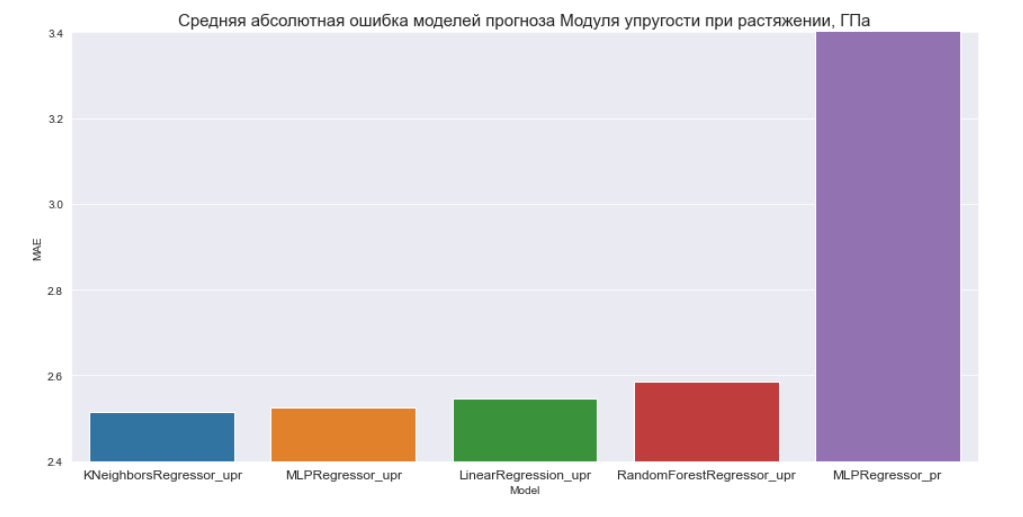 Средняя абсолютная ошибка моделей прогноза Модуля упругости при растяжении, ГПа
3.4
3.2
3.0
2.8
2.6
2.4
MAE
KNeighborsRegressor_upr MLPRegressor_upr LinearRegression_upr RandomForestRegressor_upr MLPRegressor_pr
Model